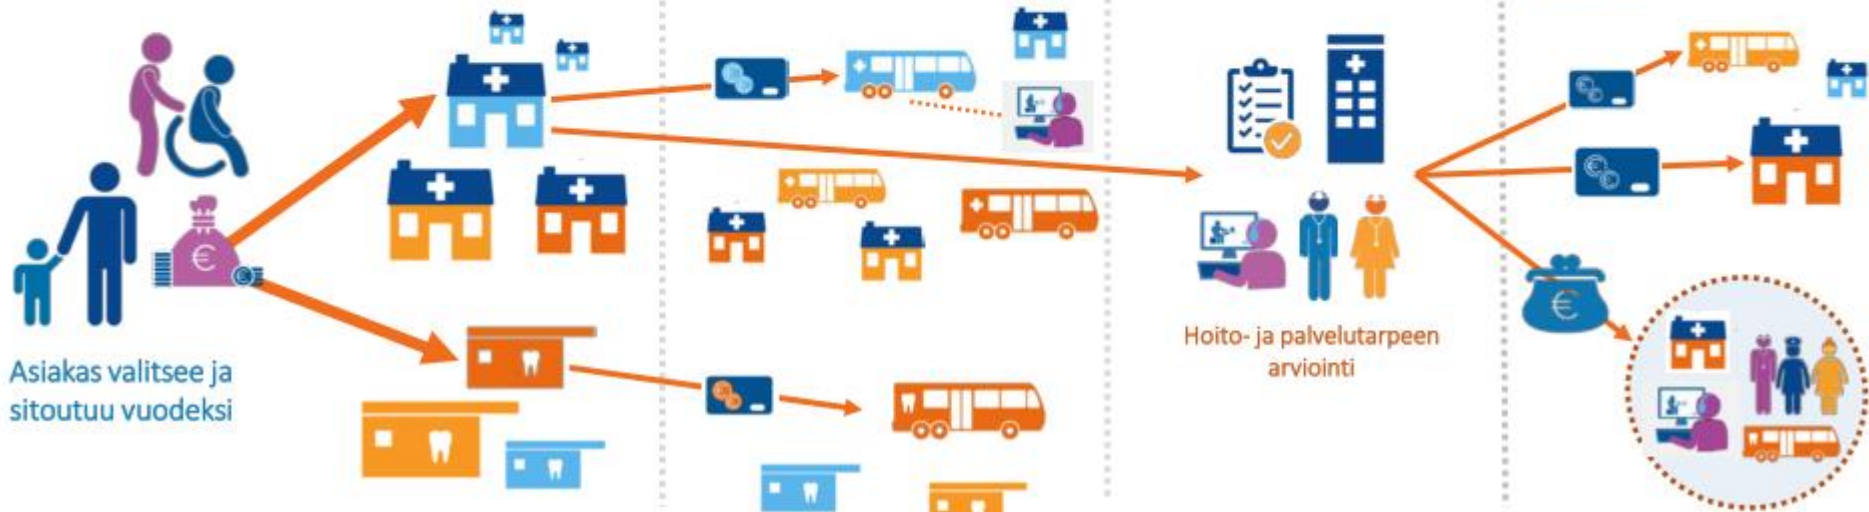 Asiakas valitsee ja
sitoutuu vuodeksi
Hoito- ja palvelutarpeen
arviointi